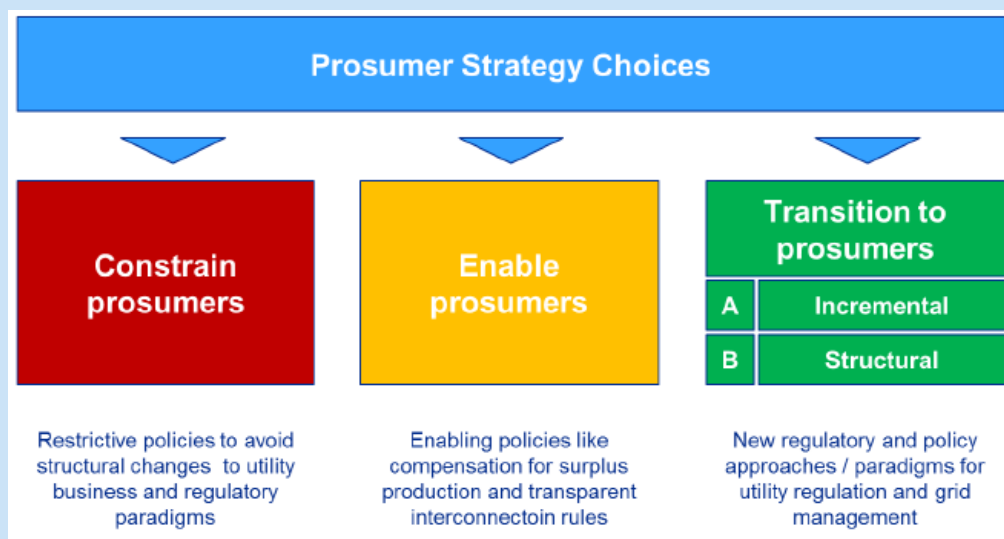 Prosumer Strategy Choices
Constrain
prosumers
Enable
prosumers
Transition to
prosumers
A
Incremental
B
Structural
Restrictive policies to avoid
structural changes to utility
business and regulatory
paradigms
Enabling policies like
compensation for surplus
production and transparent
interconnectoin rules
New regulatory and policy
approaches / paradigms for
utility regulation and grid
management